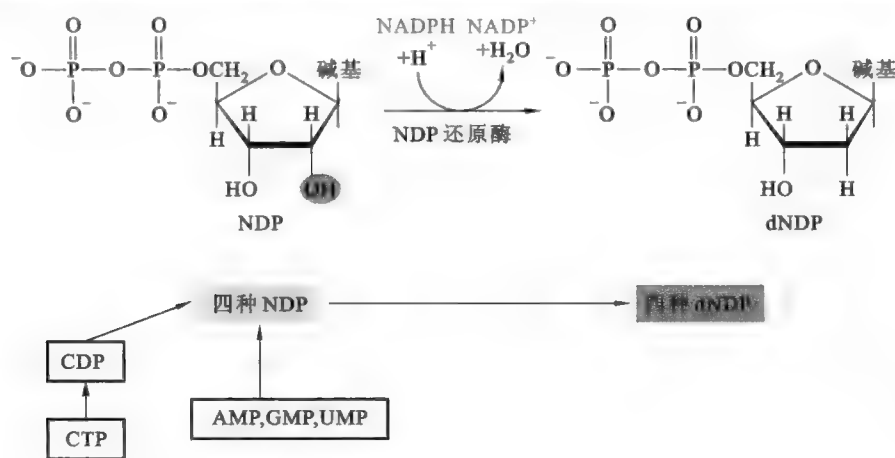 O O NADPH NADP⁺
O⁻ P O P OCH₂ O 碱基 +H⁺ +H₂O O⁻ P O P OCH₂ O 碱基
O⁻ O⁻ H H H NDP 还原酶 O⁻ O⁻ H H H
HO OH HO H
NDP dNDP
四种 NDP 四种 dNDP
CDP
AMP,GMP,UMP
CTP